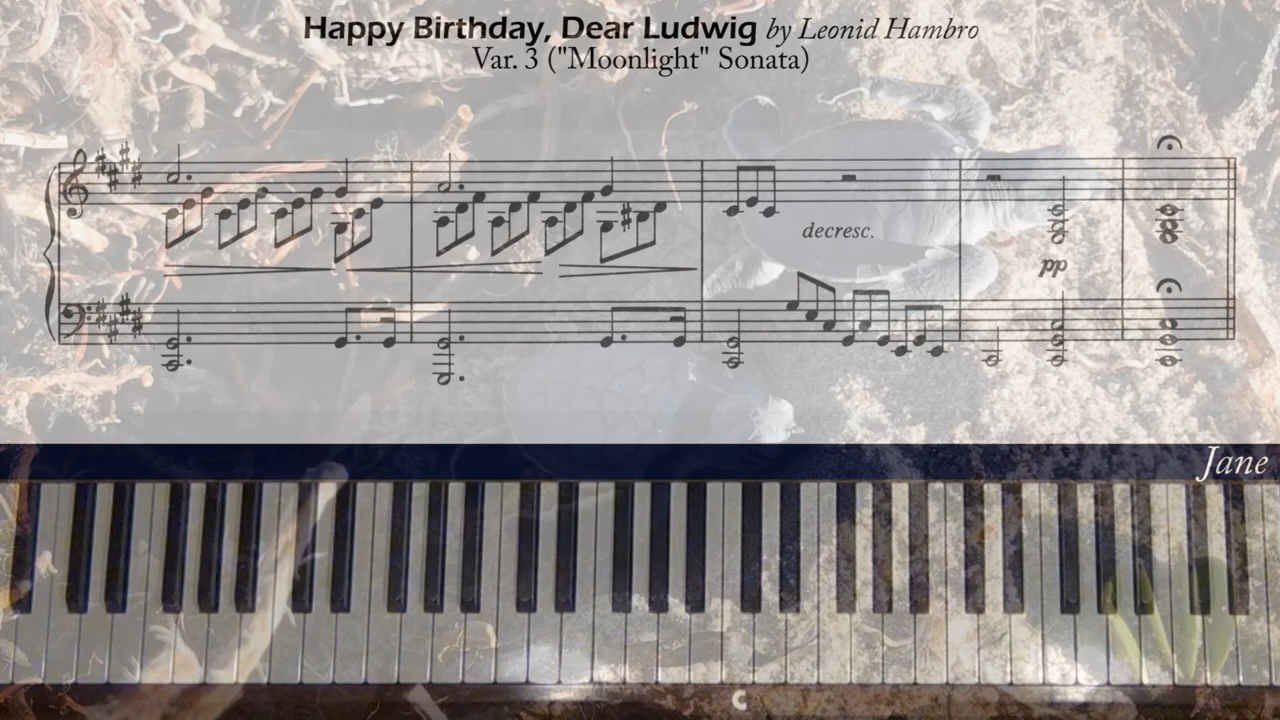 Happy Birthday, Dear Ludwig by Leonid Hambro
Var. 3 ("Moonlight" Sonata)
decresc.
pp
Jane
C